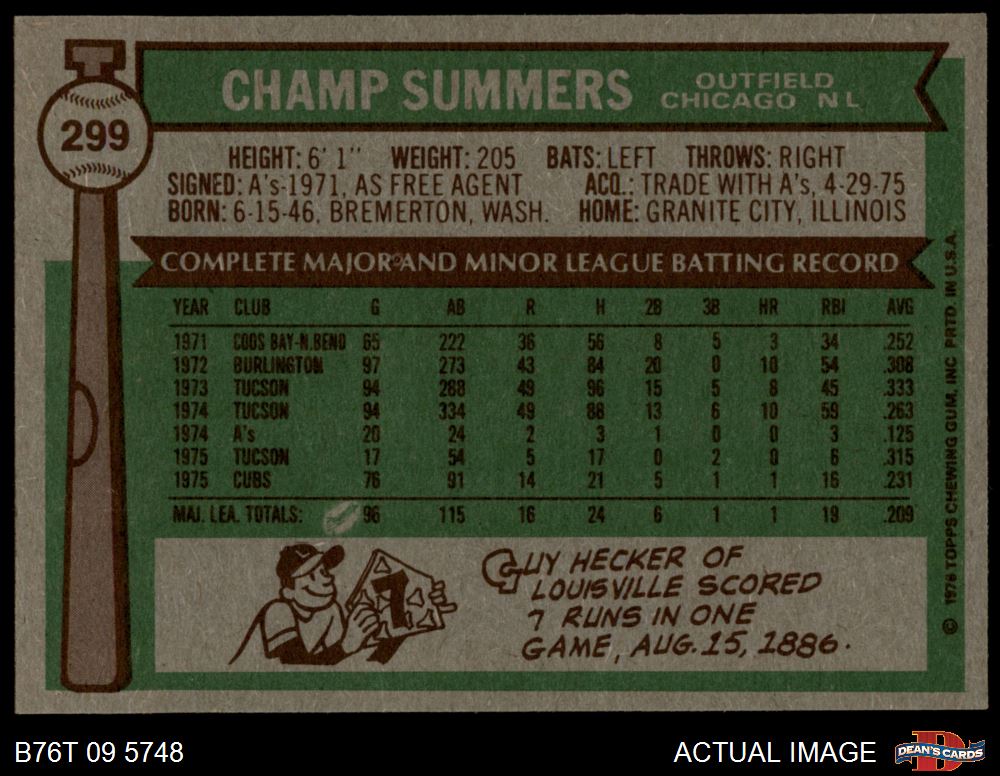 299
CHAMP SUMMERS OUTFIELD
CHICAGO NL
HEIGHT: 6' 1" WEIGHT: 205 BATS: LEFT THROWS: RIGHT
SIGNED: A's-1971, AS FREE AGENT ACQ.: TRADE WITH A's, 4-29-75
BORN: 6-15-46, BREMERTON, WASH. HOME: GRANITE CITY, ILLINOIS
COMPLETE MAJOR AND MINOR LEAGUE BATTING RECORD
YEAR CLUB G AB R H 2B 3B HR RBI AVG
1971 COOS BAY-N.BEND 65 222 36 56 8 5 3 34 .252
1972 BURLINGTON 97 273 43 84 20 0 10 54 .308
1973 TUCSON 94 288 49 96 15 5 8 45 .333
1974 TUCSON 94 334 49 88 13 6 10 59 .263
1974 A's 20 24 2 3 1 0 0 3 .125
1975 TUCSON 17 54 5 17 0 2 0 6 .315
1975 CUBS 76 91 14 21 5 1 1 16 .231
MAJ. LEA. TOTALS: 96 115 16 24 6 1 1 19 .209
GUY HECKER OF
LOUISVILLE SCORED
7 RUNS IN ONE
GAME, AUG. 15, 1886.
7
© 1976 TOPPS CHEWING GUM, INC PRTD. IN U.S.A.
B76T 09 5748 ACTUAL IMAGE DEAN'S CARDS